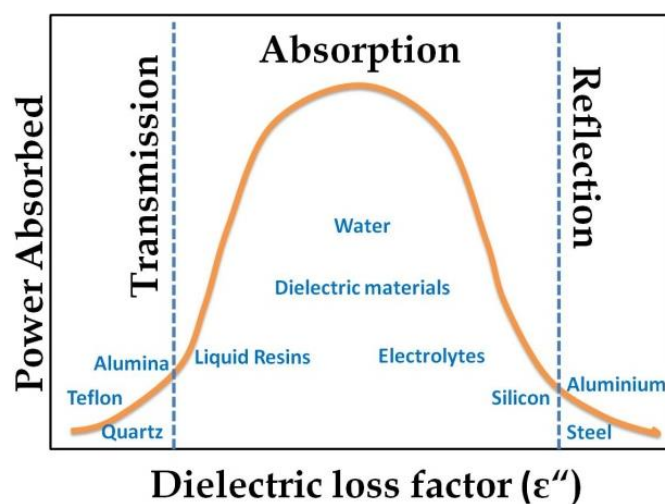 Absorption
Transmission
Reflection
Power Absorbed
Water
Dielectric materials
Alumina
Liquid Resins
Electrolytes
Teflon
Silicon
Aluminium
Quartz
Steel
Dielectric loss factor (ε“)